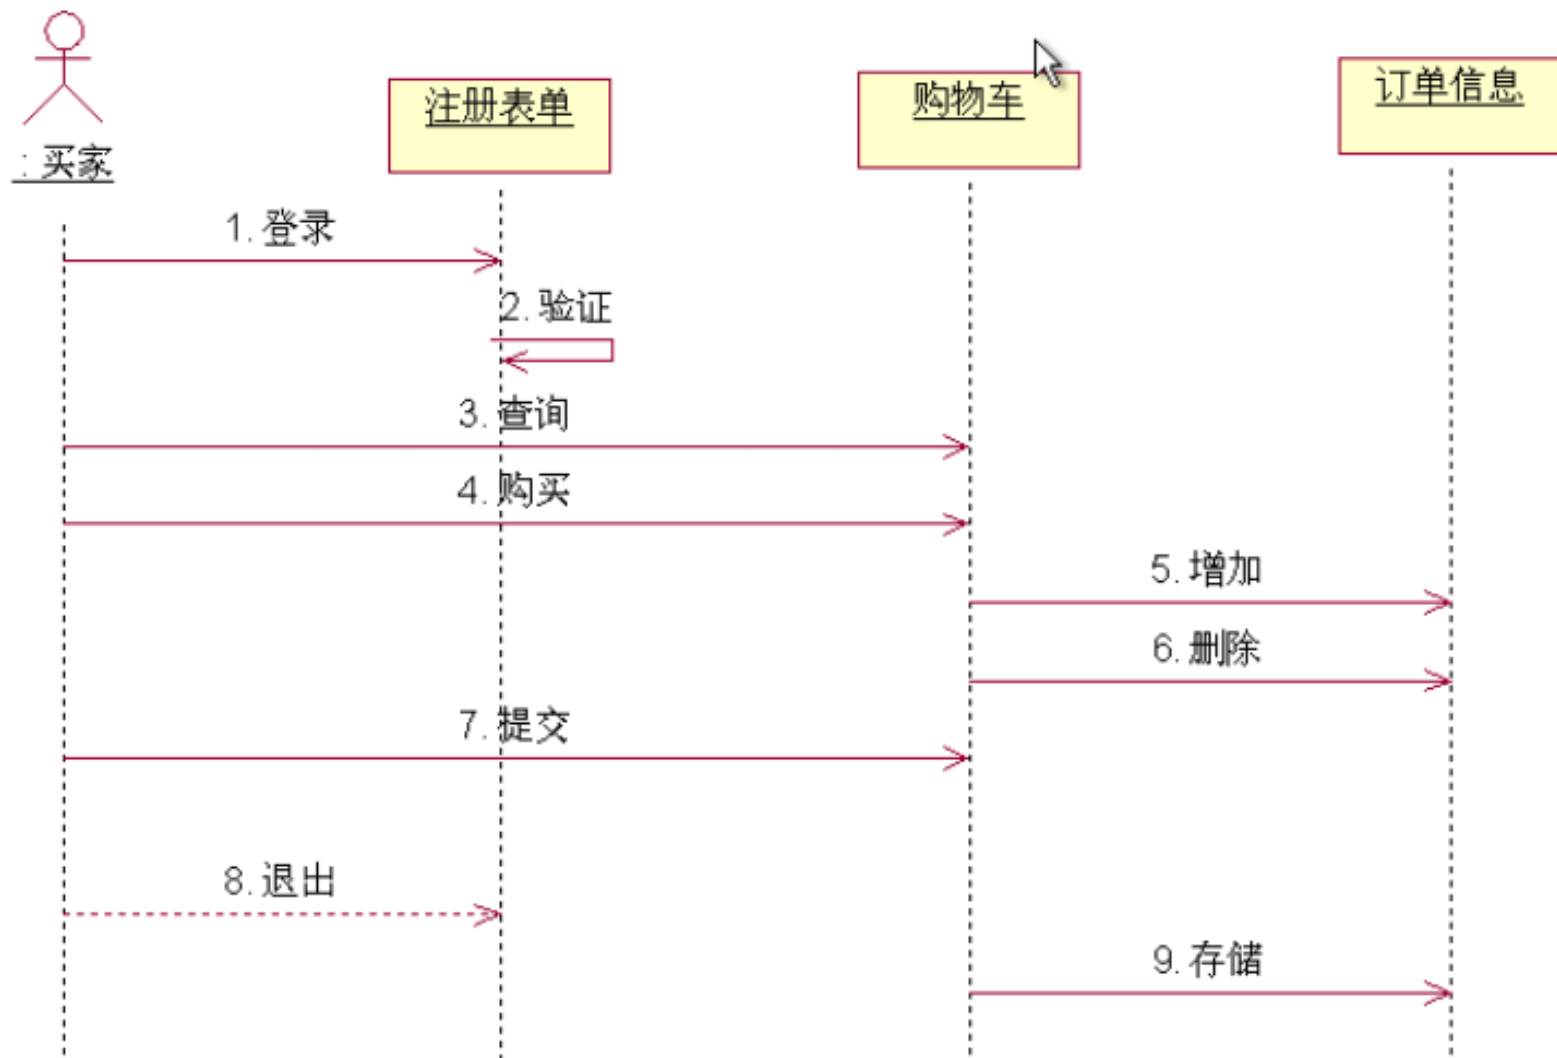 : 买家
注册表单
购物车
订单信息
1.登录
2.验证
3.查询
4.购买
5.增加
6.删除
7.提交
8.退出
9.存储